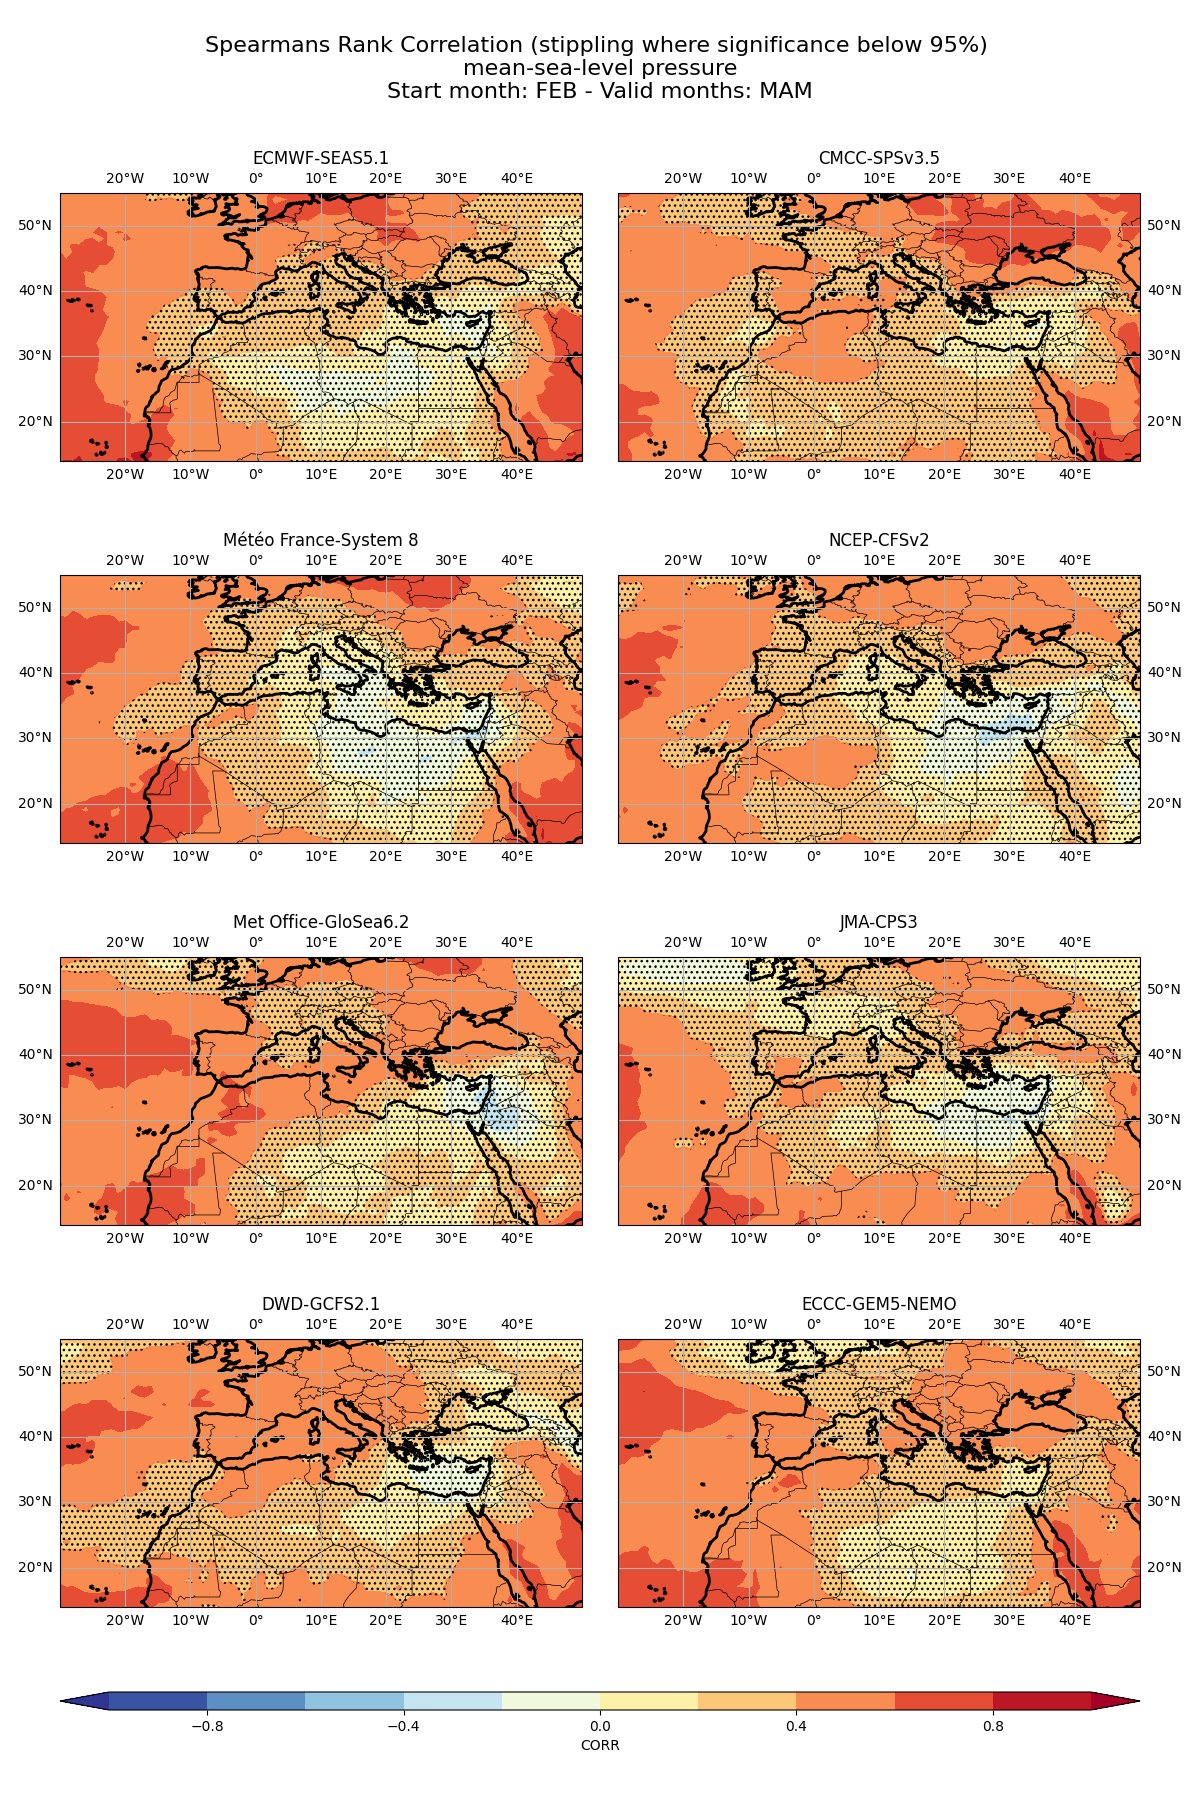 Spearmans Rank Correlation (stippling where significance below 95%)
mean-sea-level pressure
Start month: FEB - Valid months: MAM
ECMWF-SEAS5.1
20°W 10°W 0° 10°E 20°E 30°E 40°E
50°N
40°N
30°N
20°N
20°W 10°W 0° 10°E 20°E 30°E 40°E
CMCC-SPSv3.5
20°W 10°W 0° 10°E 20°E 30°E 40°E
50°N
40°N
30°N
20°N
20°W 10°W 0° 10°E 20°E 30°E 40°E
Météo France-System 8
20°W 10°W 0° 10°E 20°E 30°E 40°E
50°N
40°N
30°N
20°N
20°W 10°W 0° 10°E 20°E 30°E 40°E
NCEP-CFSv2
20°W 10°W 0° 10°E 20°E 30°E 40°E
50°N
40°N
30°N
20°N
20°W 10°W 0° 10°E 20°E 30°E 40°E
Met Office-GloSea6.2
20°W 10°W 0° 10°E 20°E 30°E 40°E
50°N
40°N
30°N
20°N
20°W 10°W 0° 10°E 20°E 30°E 40°E
JMA-CPS3
20°W 10°W 0° 10°E 20°E 30°E 40°E
50°N
40°N
30°N
20°N
20°W 10°W 0° 10°E 20°E 30°E 40°E
DWD-GCFS2.1
20°W 10°W 0° 10°E 20°E 30°E 40°E
50°N
40°N
30°N
20°N
20°W 10°W 0° 10°E 20°E 30°E 40°E
ECCC-GEM5-NEMO
20°W 10°W 0° 10°E 20°E 30°E 40°E
50°N
40°N
30°N
20°N
20°W 10°W 0° 10°E 20°E 30°E 40°E
−0.8 −0.4 0.0 0.4 0.8
CORR